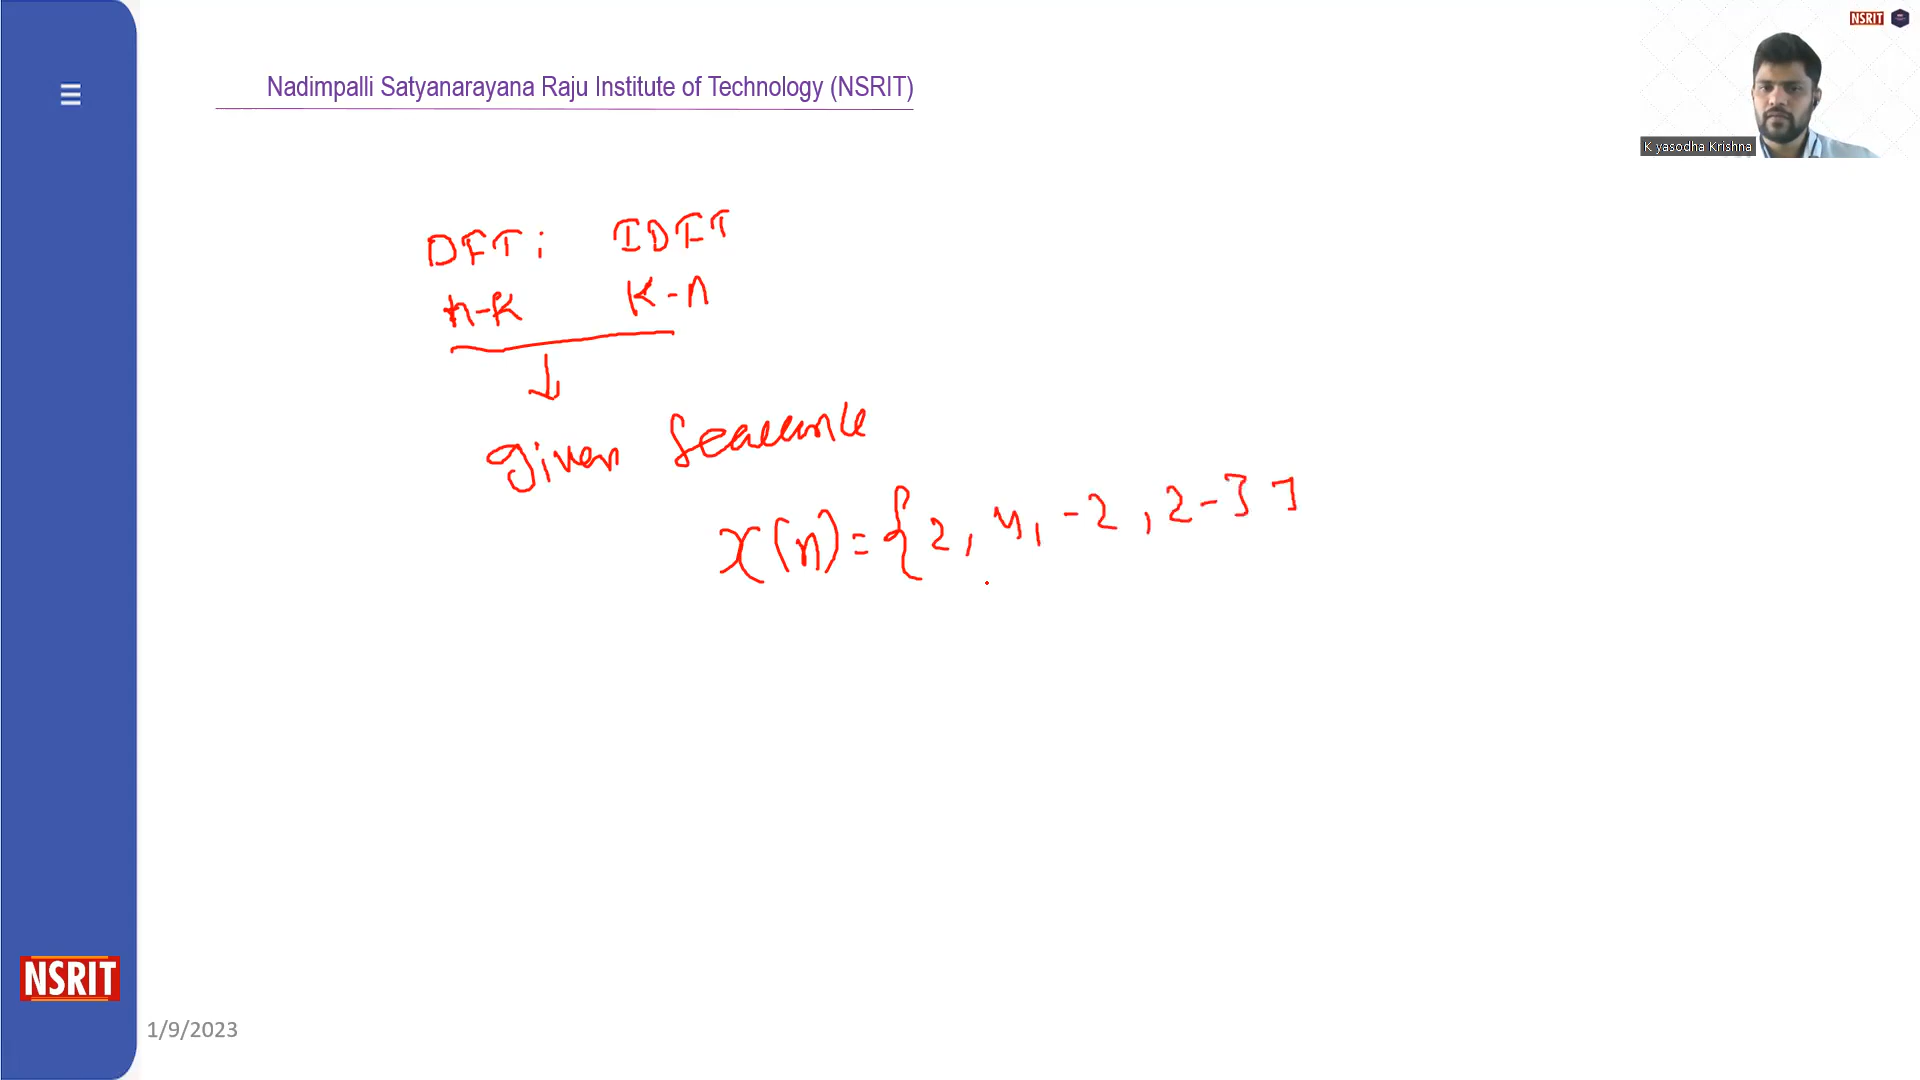 NSRIT
Nadimpalli Satyanarayana Raju Institute of Technology (NSRIT)
K yasodha Krishna
DFT; IDFT
n-k K-n
given
x(n)={2, 4, -2, 2-3}
NSRIT
1/9/2023